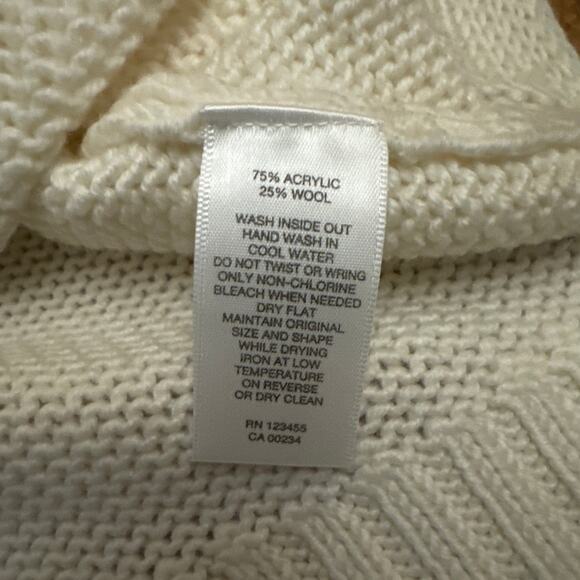 75% ACRYLIC
25% WOOL
WASH INSIDE OUT
HAND WASH IN
COOL WATER
DO NOT TWIST OR WRING
ONLY NON-CHLORINE
BLEACH WHEN NEEDED
DRY FLAT
MAINTAIN ORIGINAL
SIZE AND SHAPE
WHILE DRYING
IRON AT LOW
TEMPERATURE
ON REVERSE
OR DRY CLEAN
RN 123455
CA 00234